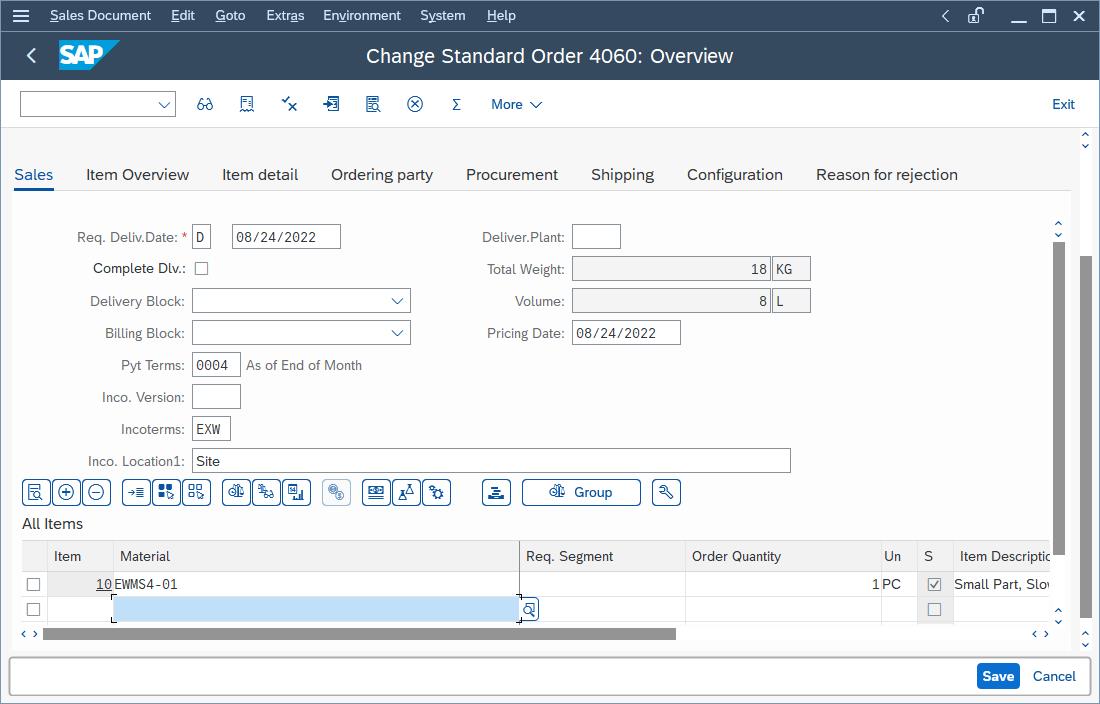 Sales Document Edit Goto Extras Environment System Help
SAP Change Standard Order 4060: Overview
More Exit
Sales Item Overview Item detail Ordering party Procurement Shipping Configuration Reason for rejection
Req. Deliv.Date: * D 08/24/2022 Deliver.Plant:
Complete Dlv.: Total Weight: 18 KG
Delivery Block: Volume: 8 L
Billing Block: Pricing Date: 08/24/2022
Pyt Terms: 0004 As of End of Month
Inco. Version:
Incoterms: EXW
Inco. Location1: Site
Group
All Items
Item Material Req. Segment Order Quantity Un S Item Descriptio
10 EWMS4-01 1 PC Small Part, Slov
Save Cancel